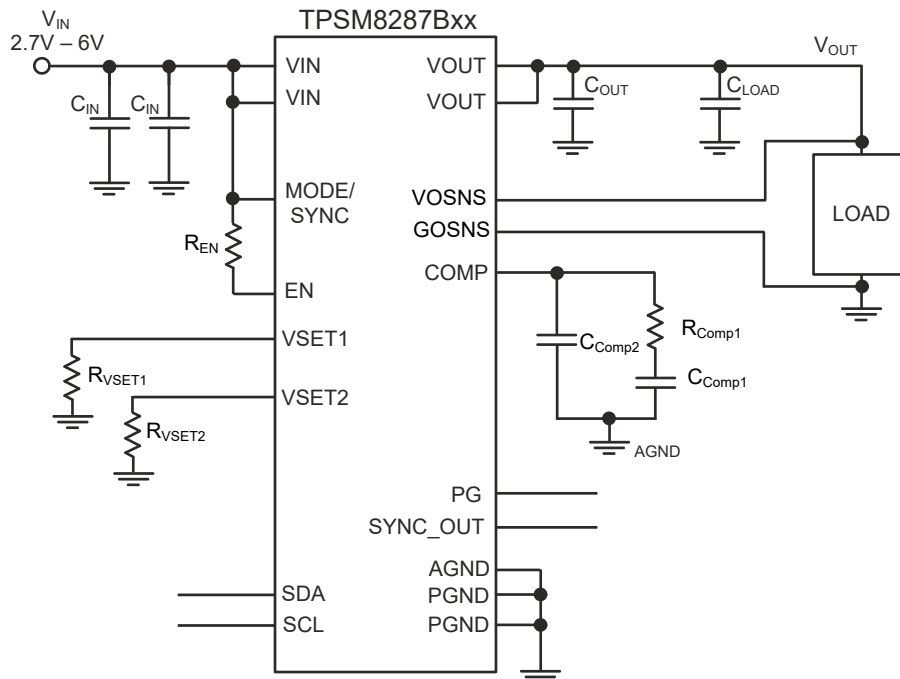 TPSM8287Bxx
VIN
2.7V – 6V
VIN
VIN
CIN
CIN
MODE/
SYNC
REN
EN
VSET1
RVSET1
VSET2
RVSET2
SDA
SCL
VOUT
VOUT
VOUT
COUT
CLOAD
VOSNS
GOSNS
LOAD
COMP
RComp1
CComp2
CComp1
AGND
PG
SYNC_OUT
AGND
PGND
PGND